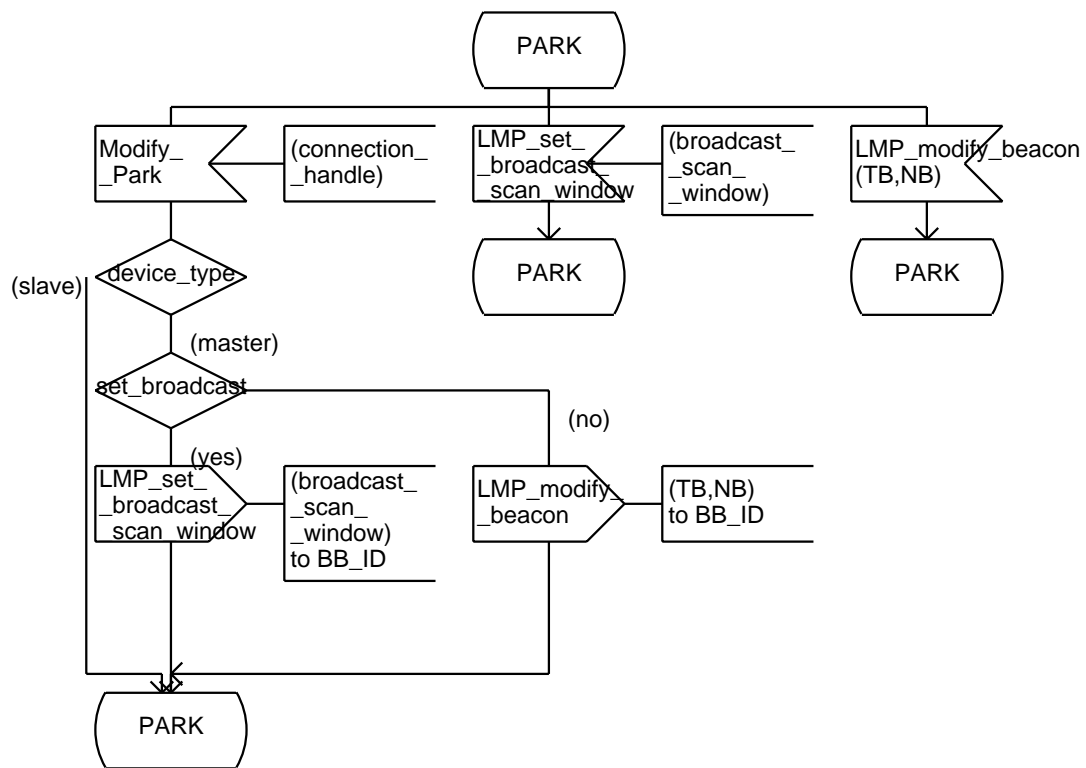 PARK
Modify_
_Park
(connection_
_handle)
LMP_set_
_broadcast_
_scan_window
(broadcast_
_scan_
_window)
LMP_modify_beacon
(TB,NB)
PARK
PARK
device_type
(slave)
(master)
set_broadcast
(no)
(yes)
LMP_set_
_broadcast_
_scan_window
(broadcast_
_scan_
_window)
to BB_ID
LMP_modify_
_beacon
(TB,NB)
to BB_ID
PARK